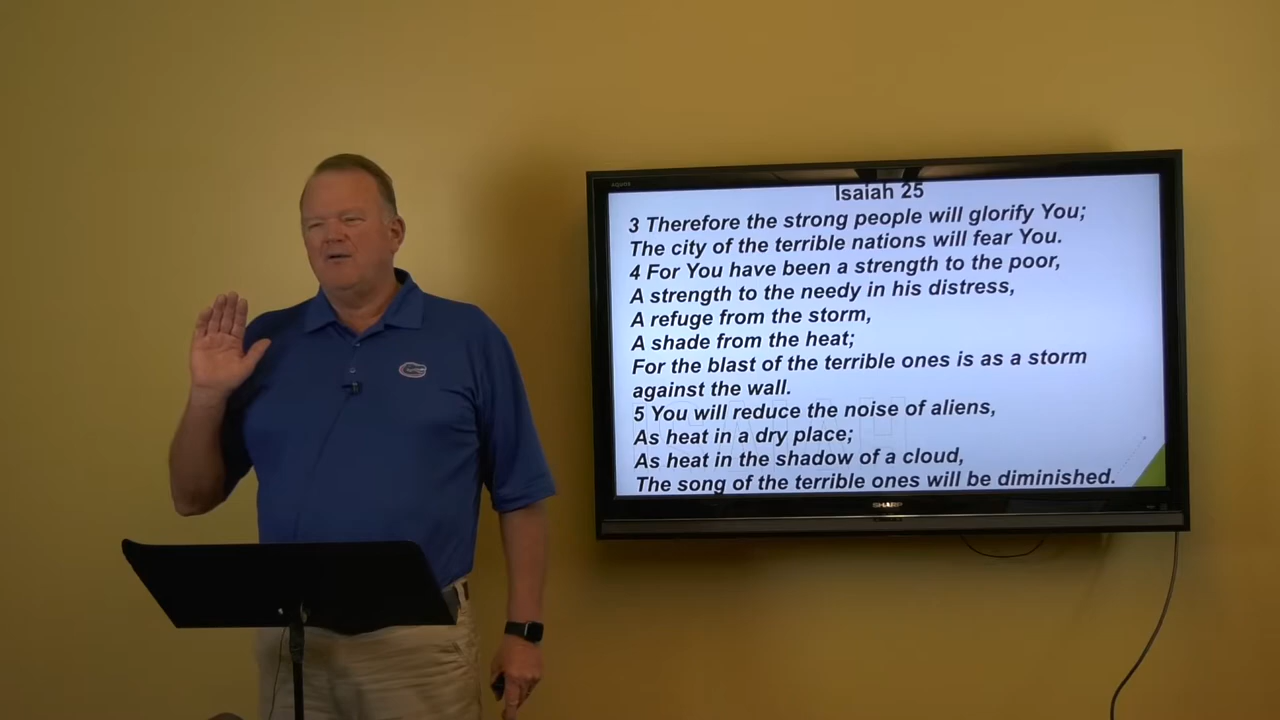 Isaiah 25
3 Therefore the strong people will glorify You;
The city of the terrible nations will fear You.
4 For You have been a strength to the poor,
A strength to the needy in his distress,
A refuge from the storm,
A shade from the heat;
For the blast of the terrible ones is as a storm
against the wall.
5 You will reduce the noise of aliens,
As heat in a dry place;
As heat in the shadow of a cloud,
The song of the terrible ones will be diminished.
SHARP